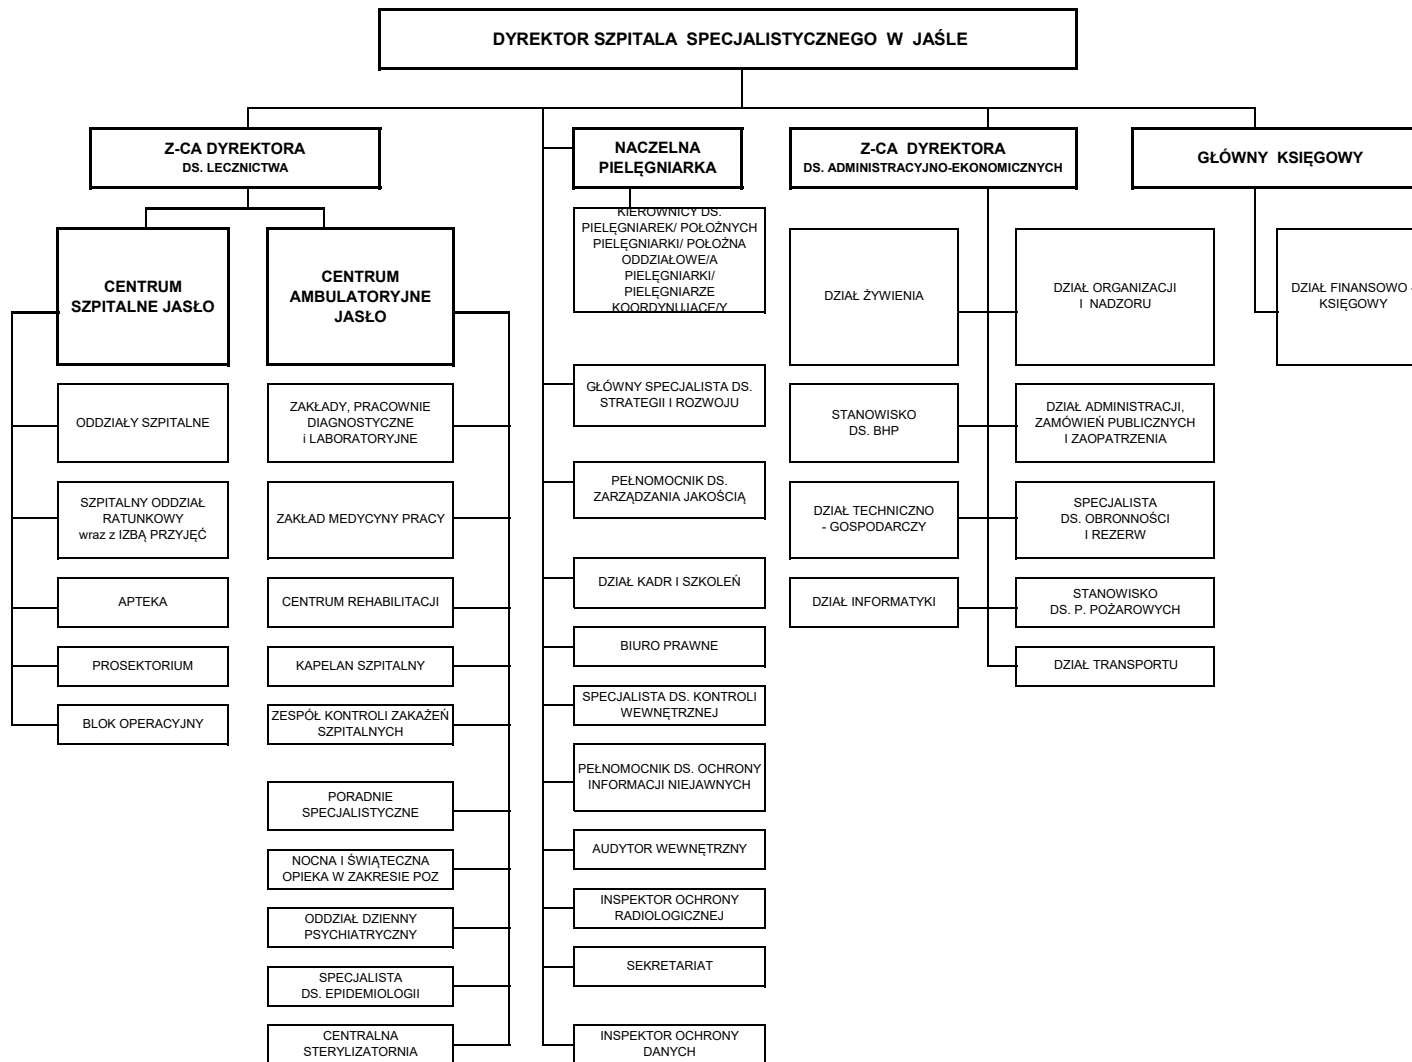 DYREKTOR SZPITALA SPECJALISTYCZNEGO W JAŚLE
Z-CA DYREKTORA
DS. LECZNICTWA
NACZELNA
PIELĘGNIARKA
Z-CA DYREKTORA
DS. ADMINISTRACYJNO-EKONOMICZNYCH
GŁÓWNY KSIĘGOWY
CENTRUM
SZPITALNE JASŁO
ODDZIAŁY SZPITALNE
SZPITALNY ODDZIAŁ
RATUNKOWY
wraz z IZBĄ PRZYJĘĆ
APTEKA
PROSEKTORIUM
BLOK OPERACYJNY
CENTRUM
AMBULATORYJNE
JASŁO
ZAKŁADY, PRACOWNIE
DIAGNOSTYCZNE
i LABORATORYJNE
ZAKŁAD MEDYCYNY PRACY
CENTRUM REHABILITACJI
KAPELAN SZPITALNY
ZESPÓŁ KONTROLI ZAKAŻEŃ
SZPITALNYCH
PORADNIE
SPECJALISTYCZNE
NOCNA I ŚWIĄTECZNA
OPIEKA W ZAKRESIE POZ
ODDZIAŁ DZIENNY
PSYCHIATRYCZNY
SPECJALISTA
DS. EPIDEMIOLOGII
CENTRALNA
STERYLIZATORNIA
KIEROWNICY DS.
PIELĘGNIAREK/ POŁOŻNYCH
PIELĘGNIARKI/ POŁOŻNA
ODDZIAŁOWE/A
PIELĘGNIARKI/
PIELĘGNIARZE
KOORDYNUJĄCE/Y
GŁÓWNY SPECJALISTA DS.
STRATEGII I ROZWOJU
PEŁNOMOCNIK DS.
ZARZĄDZANIA JAKOŚCIĄ
DZIAŁ KADR I SZKOLEŃ
BIURO PRAWNE
SPECJALISTA DS. KONTROLI
WEWNĘTRZNEJ
PEŁNOMOCNIK DS. OCHRONY
INFORMACJI NIEJAWNYCH
AUDYTOR WEWNĘTRZNY
INSPEKTOR OCHRONY
RADIOLOGICZNEJ
SEKRETARIAT
INSPEKTOR OCHRONY
DANYCH
DZIAŁ ŻYWIENIA
STANOWISKO
DS. BHP
DZIAŁ TECHNICZNO
- GOSPODARCZY
DZIAŁ INFORMATYKI
DZIAŁ ORGANIZACJI
I NADZORU
DZIAŁ ADMINISTRACJI,
ZAMÓWIEŃ PUBLICZNYCH
I ZAOPATRZENIA
SPECJALISTA
DS. OBRONNOŚCI
I REZERW
STANOWISKO
DS. P. POŻAROWYCH
DZIAŁ TRANSPORTU
DZIAŁ FINANSOWO -
KSIĘGOWY